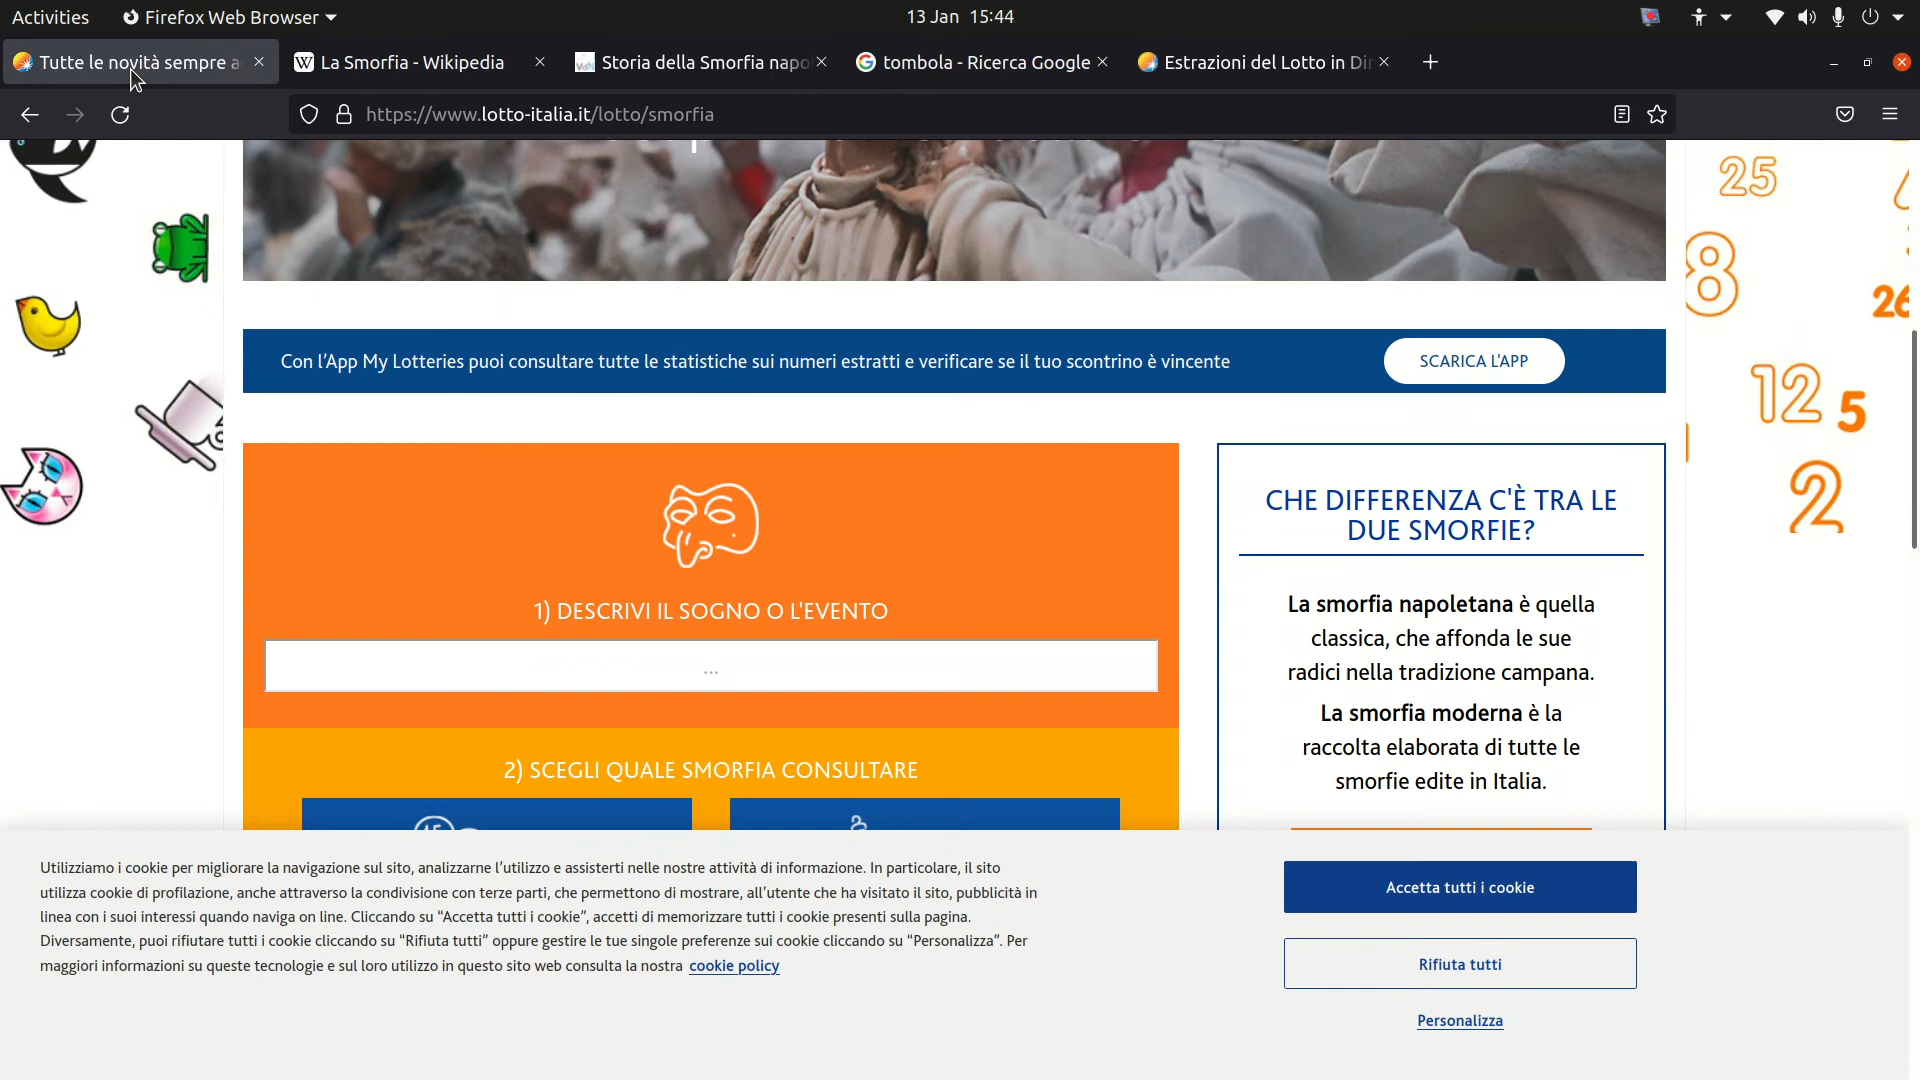 Activities
Firefox Web Browser
13 Jan 15:44
Tutte le novità sempre a
La Smorfia - Wikipedia
Storia della Smorfia napo
tombola - Ricerca Google
Estrazioni del Lotto in Dir
https://www.lotto-italia.it/lotto/smorfia
Con l'App My Lotteries puoi consultare tutte le statistiche sui numeri estratti e verificare se il tuo scontrino è vincente
SCARICA L'APP
25
8
26
12
5
2
1) DESCRIVI IL SOGNO O L'EVENTO
...
2) SCEGLI QUALE SMORFIA CONSULTARE
CHE DIFFERENZA C'È TRA LE
DUE SMORFIE?
La smorfia napoletana è quella
classica, che affonda le sue
radici nella tradizione campana.
La smorfia moderna è la
raccolta elaborata di tutte le
smorfie edite in Italia.
Utilizziamo i cookie per migliorare la navigazione sul sito, analizzarne l'utilizzo e assisterti nelle nostre attività di informazione. In particolare, il sito
utilizza cookie di profilazione, anche attraverso la condivisione con terze parti, che permettono di mostrare, all'utente che ha visitato il sito, pubblicità in
linea con i suoi interessi quando naviga on line. Cliccando su "Accetta tutti i cookie", accetti di memorizzare tutti i cookie presenti sulla pagina.
Diversamente, puoi rifiutare tutti i cookie cliccando su "Rifiuta tutti" oppure gestire le tue singole preferenze sui cookie cliccando su "Personalizza". Per
maggiori informazioni su queste tecnologie e sul loro utilizzo in questo sito web consulta la nostra cookie policy
Accetta tutti i cookie
Rifiuta tutti
Personalizza